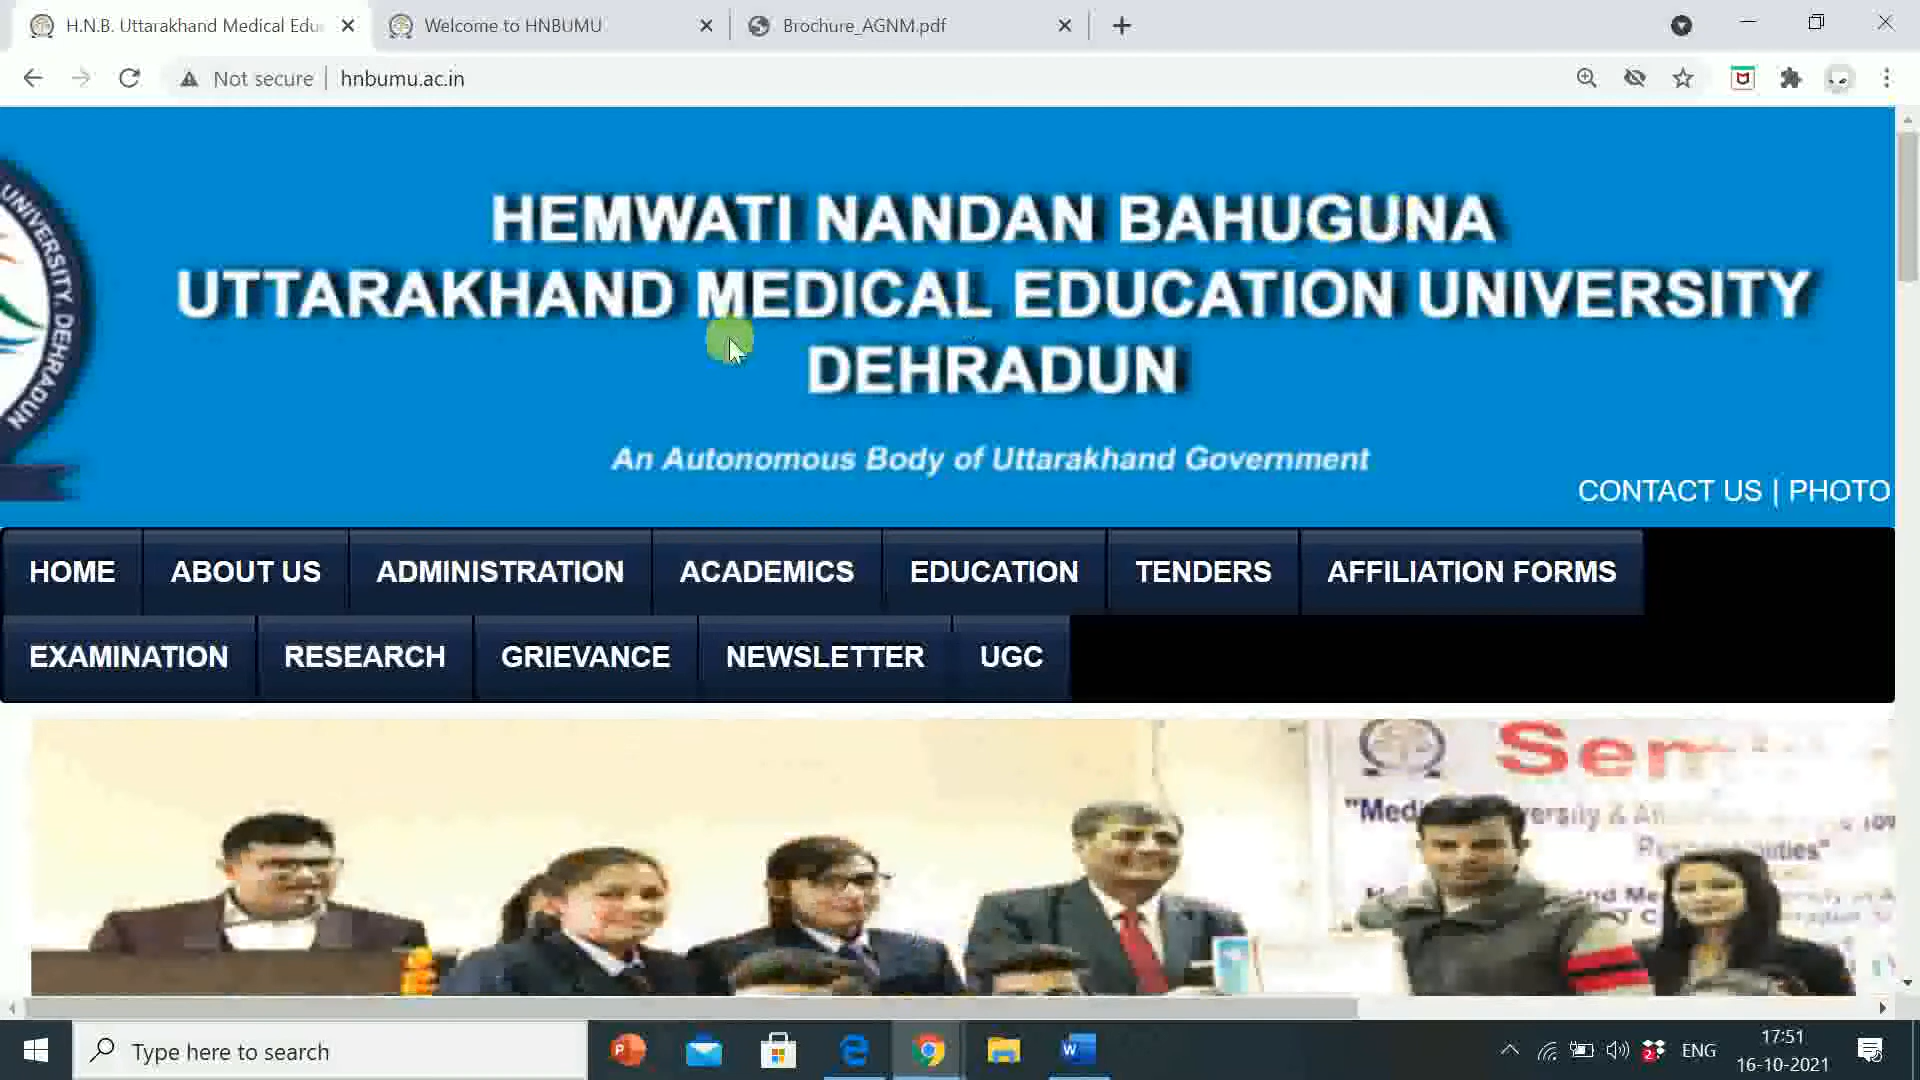 H.N.B. Uttarakhand Medical Edu
Welcome to HNBUMU
Brochure_AGNM.pdf
Not secure
hnbumu.ac.in
UNIVERSITY, DEHRADUN
HEMWATI NANDAN BAHUGUNA
UTTARAKHAND MEDICAL EDUCATION UNIVERSITY
DEHRADUN
An Autonomous Body of Uttarakhand Government
CONTACT US | PHOTO
HOME
ABOUT US
ADMINISTRATION
ACADEMICS
EDUCATION
TENDERS
AFFILIATION FORMS
EXAMINATION
RESEARCH
GRIEVANCE
NEWSLETTER
UGC
Type here to search
ENG
17:51
16-10-2021